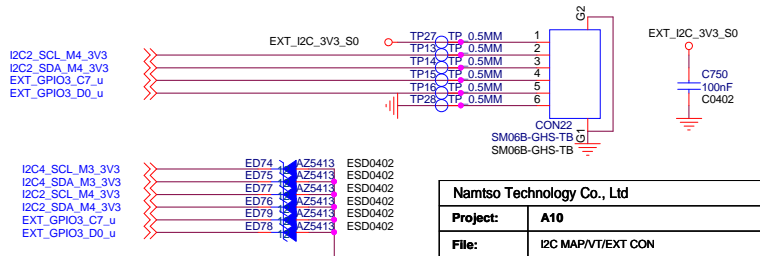 G2
EXT_I2C_3V3_S0
TP27 TP_0.5MM 1
I2C2_SCL_M4_3V3 TP13 TP_0.5MM 2
I2C2_SDA_M4_3V3 TP14 TP_0.5MM 3
EXT_GPIO3_C7_u TP15 TP_0.5MM 4
EXT_GPIO3_D0_u TP16 TP_0.5MM 5
TP28 TP_0.5MM 6
G1
CON22
SM06B-GHS-TB
SM06B-GHS-TB
EXT_I2C_3V3_S0
C750
100nF
C0402
I2C4_SCL_M3_3V3 ED74 AZ5413 ESD0402
I2C4_SDA_M3_3V3 ED75 AZ5413 ESD0402
I2C2_SCL_M4_3V3 ED77 AZ5413 ESD0402
I2C2_SDA_M4_3V3 ED76 AZ5413 ESD0402
EXT_GPIO3_C7_u ED79 AZ5413 ESD0402
EXT_GPIO3_D0_u ED78 AZ5413 ESD0402
Namtso Technology Co., Ltd
Project: A10
File: I2C MAP/VT/EXT CON